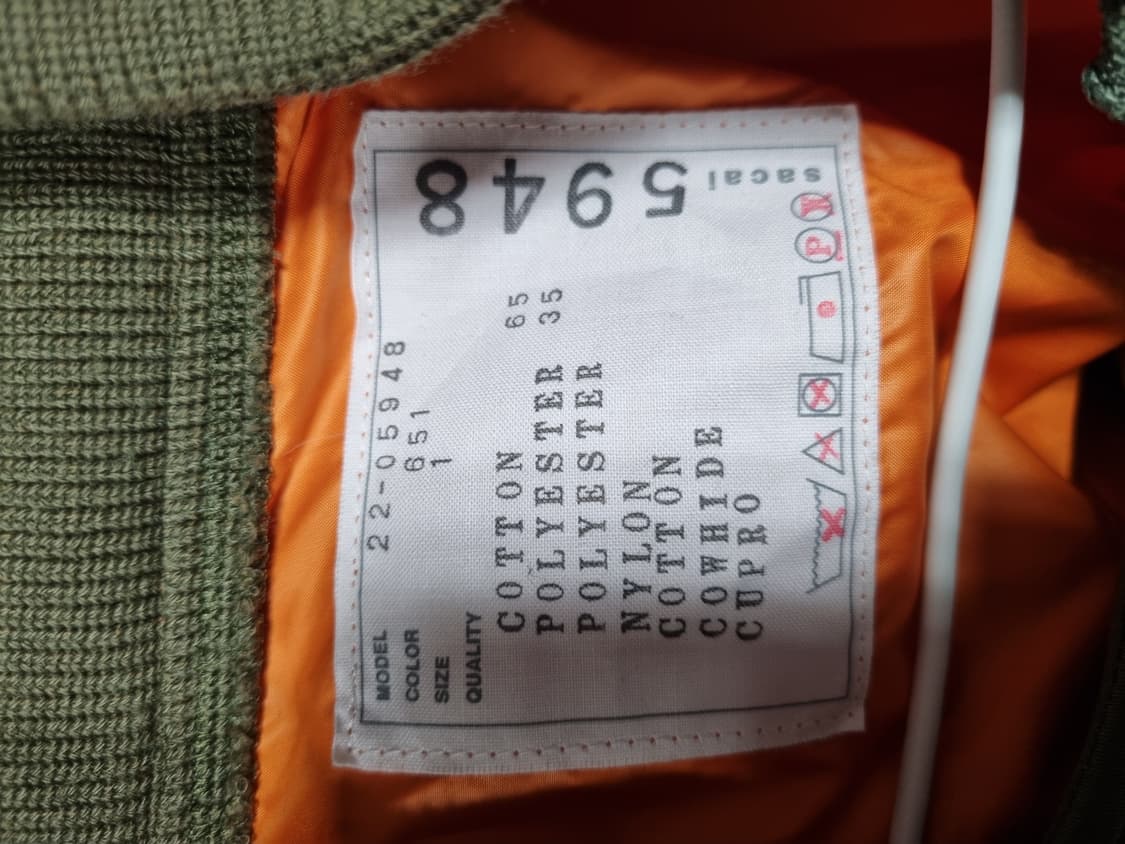 MODEL 22-05948
COLOR 651
SIZE 1
QUALITY
COTTON 65
POLYESTER 35
POLYESTER
NYLON
COTTON
COWHIDE
CUPRO
sacai 5948
P
W